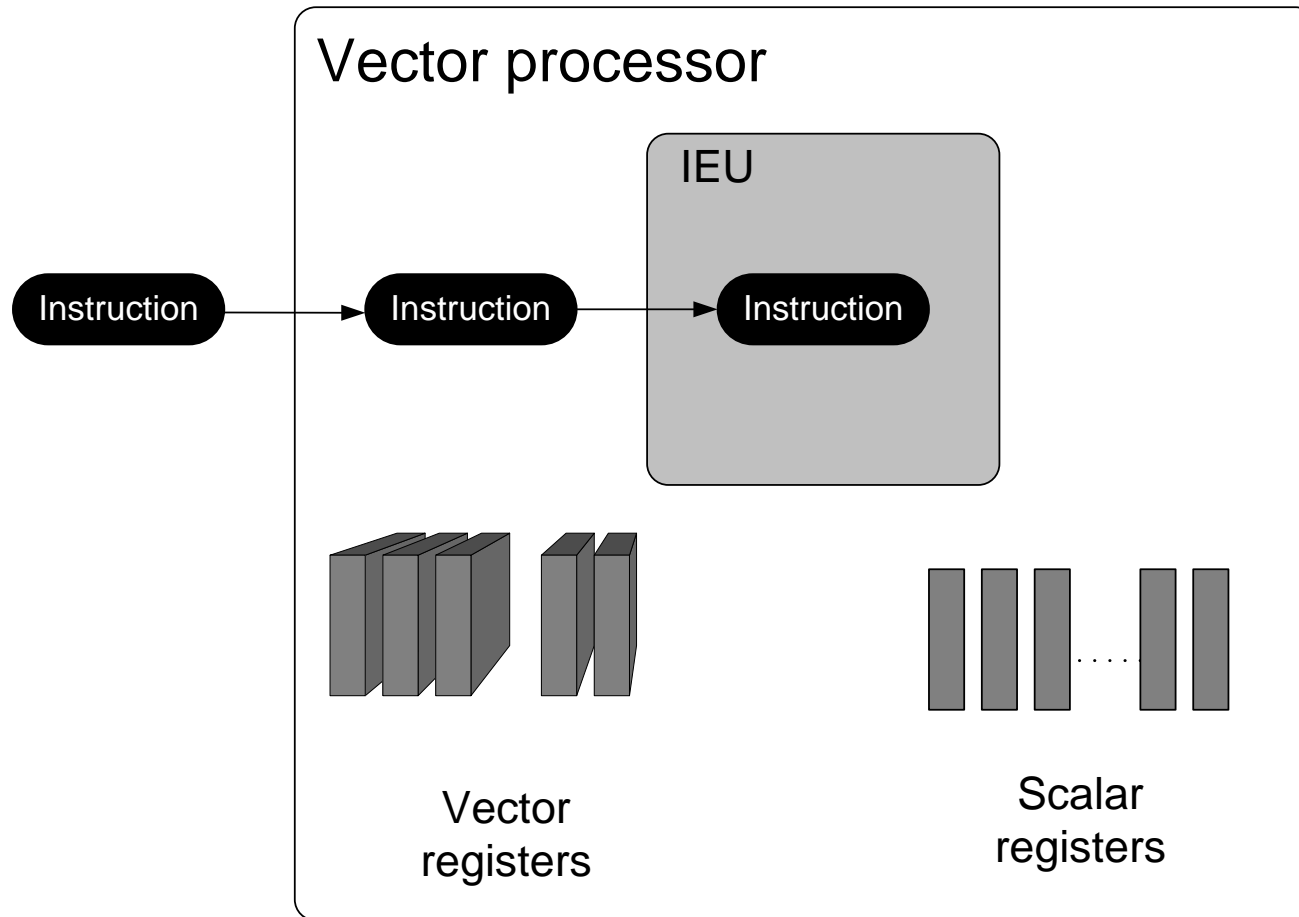 Vector processor
IEU
Instruction
Instruction
Instruction
. . . . .
Vector
registers
Scalar
registers